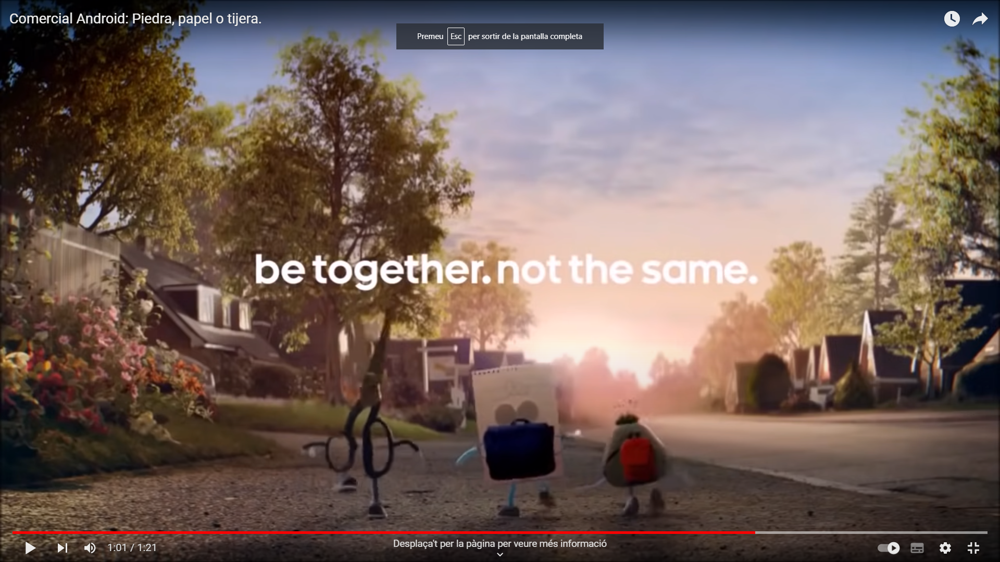 Comercial Android: Piedra, papel o tijera.
Premeu Esc per sortir de la pantalla completa
be together. not the same.
1:01 / 1:21
Desplaça't per la pàgina per veure més informació